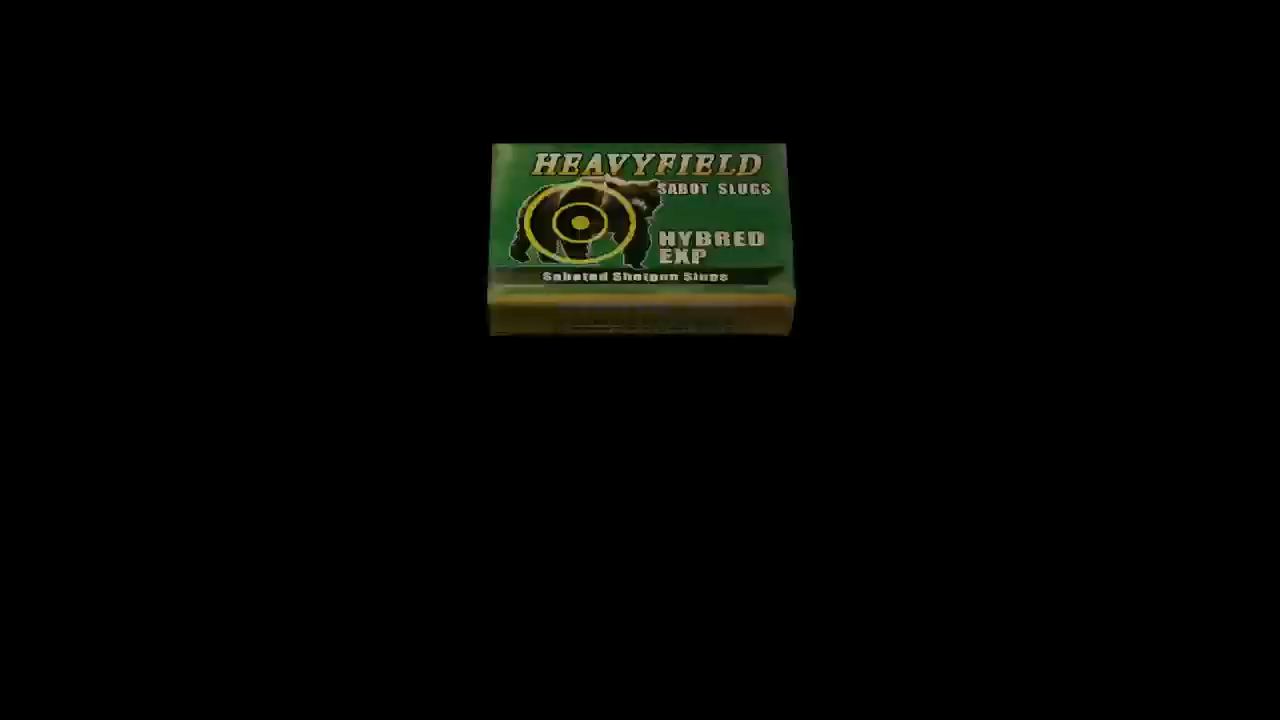 HEAVYFIELD
SABOT SLUGS
HYBRED
EXP
Saboted Shotgun Slugs